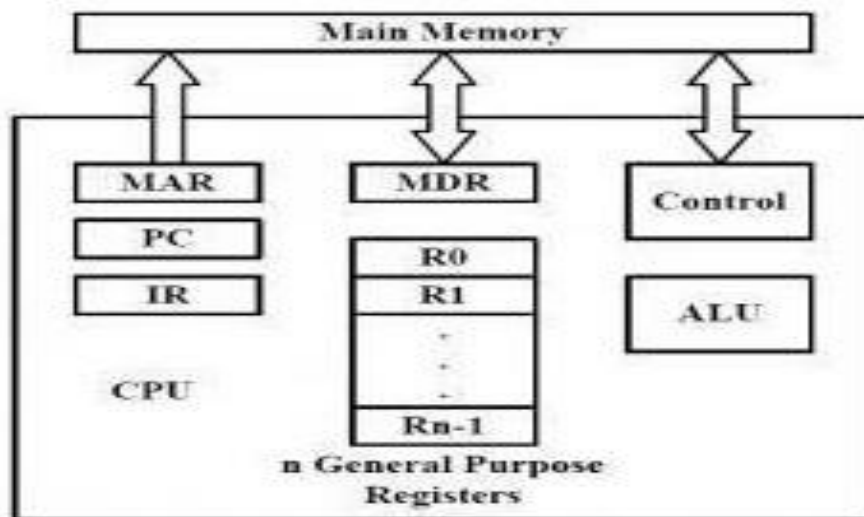 Main Memory
MAR
MDR
Control
PC
R0
IR
R1
ALU
.
.
.
CPU
Rn-1
n General Purpose
Registers